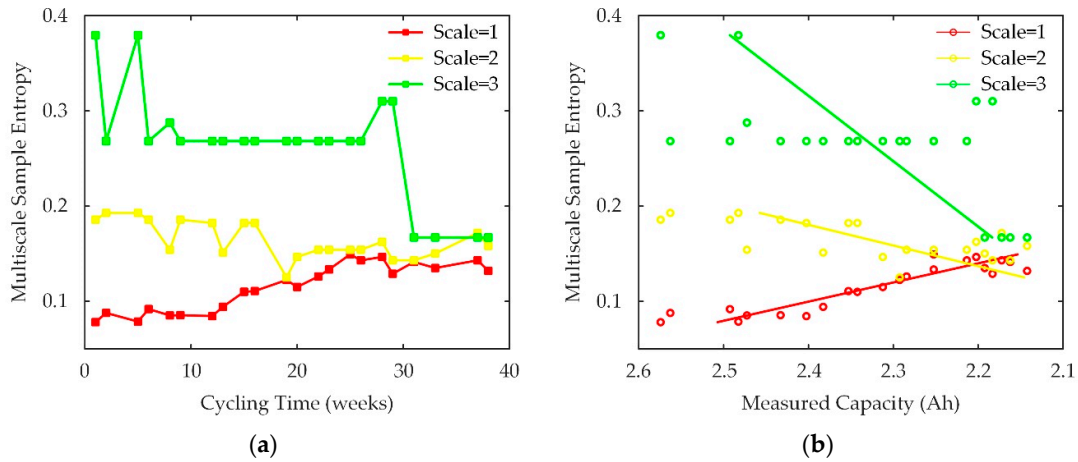 0.4
0.3
0.2
0.1
Multiscale Sample Entropy
Scale=1
Scale=2
Scale=3
0 10 20 30 40
Cycling Time (weeks)
(a)
0.4
0.3
0.2
0.1
Multiscale Sample Entropy
Scale=1
Scale=2
Scale=3
2.6 2.5 2.4 2.3 2.2 2.1
Measured Capacity (Ah)
(b)